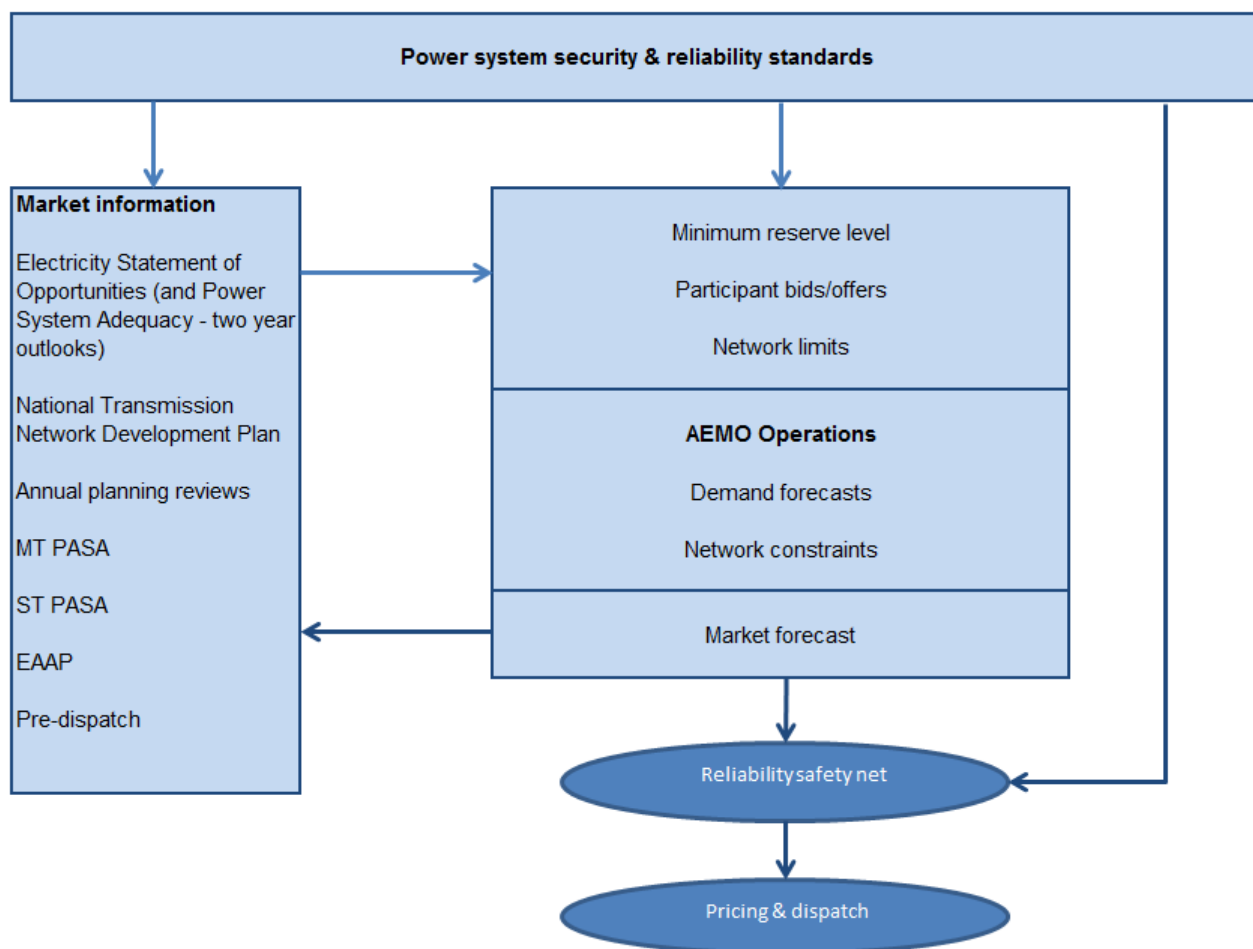 Power system security & reliability standards
Market information
Electricity Statement of
Opportunities (and Power
System Adequacy - two year
outlooks)
National Transmission
Network Development Plan
Annual planning reviews
MT PASA
ST PASA
EAAP
Pre-dispatch
Minimum reserve level
Participant bids/offers
Network limits
AEMO Operations
Demand forecasts
Network constraints
Market forecast
Reliability safety net
Pricing & dispatch